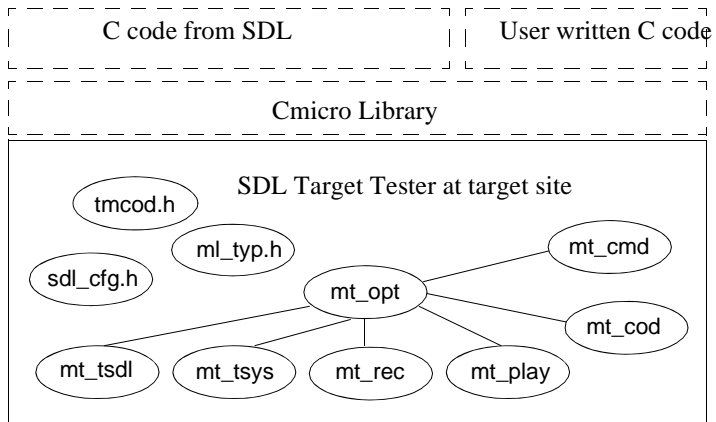 C code from SDL
User written C code
Cmicro Library
SDL Target Tester at target site
tmcod.h
ml_typ.h
mt_cmd
sdl_cfg.h
mt_opt
mt_cod
mt_tsdl
mt_tsys
mt_rec
mt_play